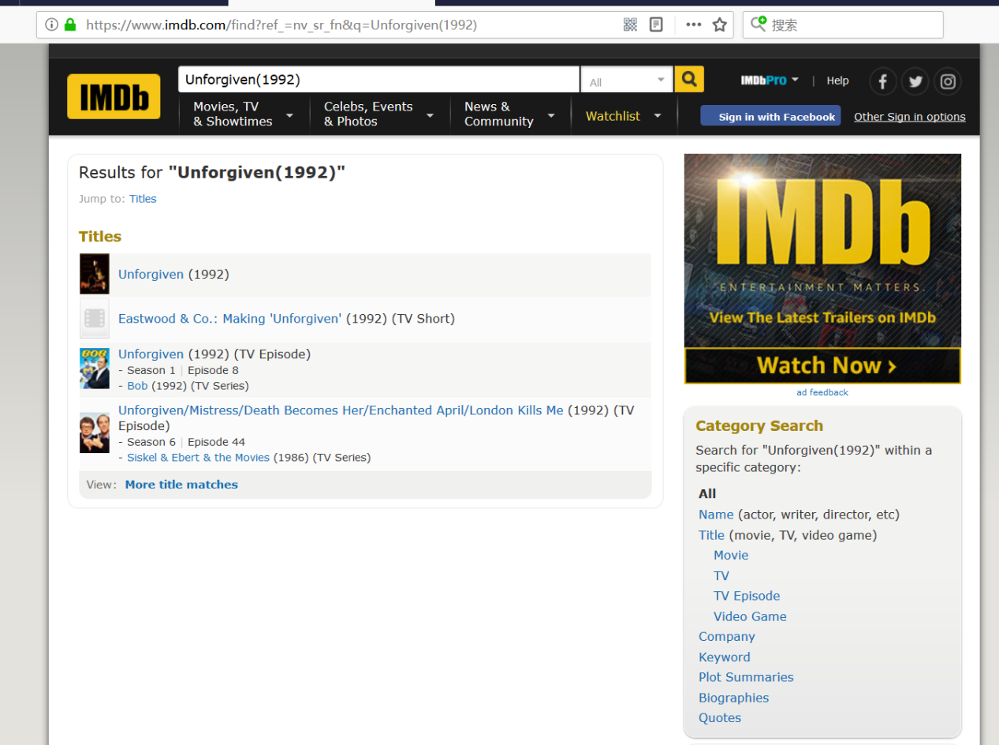 https://www.imdb.com/find?ref_=nv_sr_fn&q=Unforgiven(1992)
搜索
IMDb
Unforgiven(1992)
All
IMDbPro
|
Help
Movies, TV
& Showtimes
Celebs, Events
& Photos
News &
Community
Watchlist
Sign in with Facebook
Other Sign in options
Results for "Unforgiven(1992)"
Jump to: Titles
Titles
Unforgiven (1992)
Eastwood & Co.: Making 'Unforgiven' (1992) (TV Short)
BOB
Unforgiven (1992) (TV Episode)
- Season 1 | Episode 8
- Bob (1992) (TV Series)
Unforgiven/Mistress/Death Becomes Her/Enchanted April/London Kills Me (1992) (TV
Episode)
- Season 6 | Episode 44
- Siskel & Ebert & the Movies (1986) (TV Series)
View: More title matches
IMDb
ENTERTAINMENT MATTERS.
View The Latest Trailers on IMDb
Watch Now ›
ad feedback
Category Search
Search for "Unforgiven(1992)" within a
specific category:
All
Name (actor, writer, director, etc)
Title (movie, TV, video game)
Movie
TV
TV Episode
Video Game
Company
Keyword
Plot Summaries
Biographies
Quotes